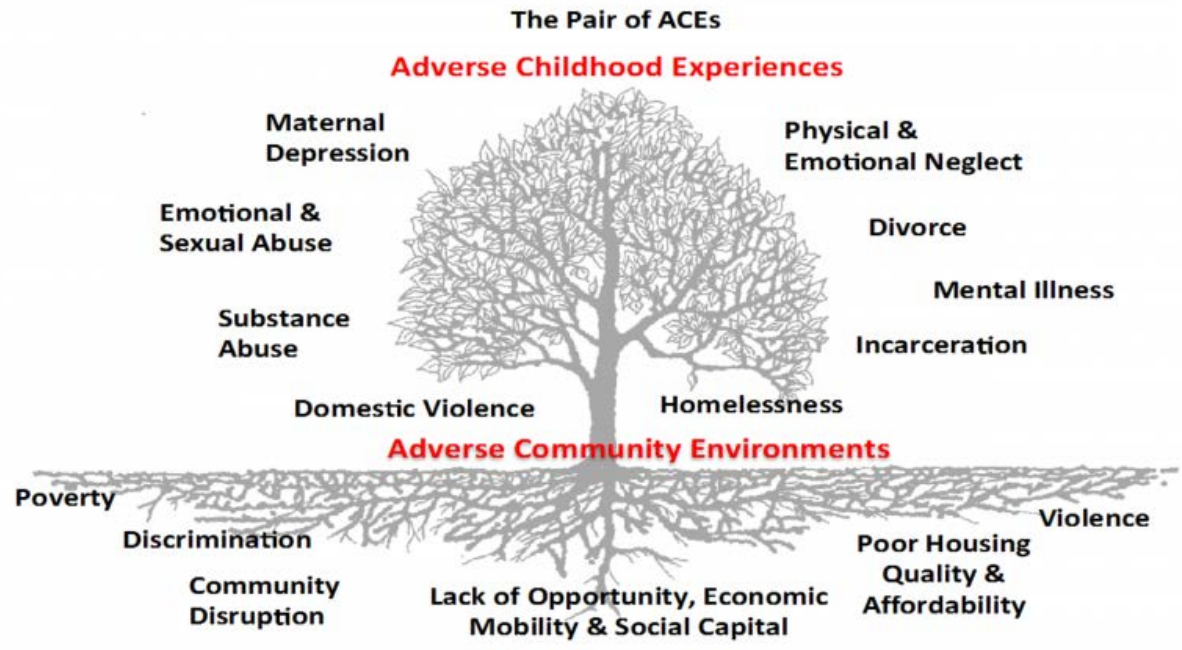 The Pair of ACEs
Adverse Childhood Experiences
Maternal
Depression
Physical &
Emotional Neglect
Emotional &
Sexual Abuse
Divorce
Mental Illness
Substance
Abuse
Incarceration
Domestic Violence
Homelessness
Adverse Community Environments
Poverty
Violence
Discrimination
Poor Housing
Quality &
Affordability
Community
Disruption
Lack of Opportunity, Economic
Mobility & Social Capital